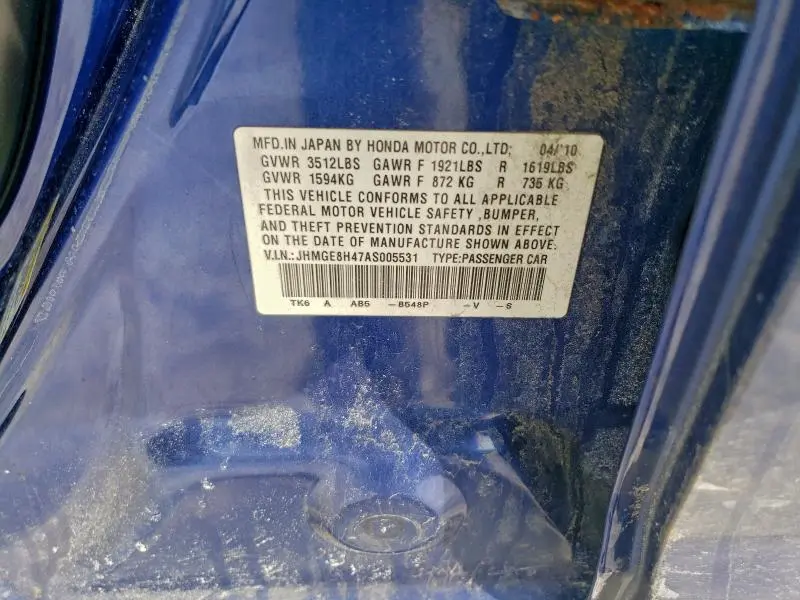 MFD.IN JAPAN BY HONDA MOTOR CO.,LTD. 04/'10
GVWR 3512LBS GAWR F 1921LBS R 1619LBS
GVWR 1594KG GAWR F 872 KG R 735 KG
THIS VEHICLE CONFORMS TO ALL APPLICABLE
FEDERAL MOTOR VEHICLE SAFETY ,BUMPER,
AND THEFT PREVENTION STANDARDS IN EFFECT
ON THE DATE OF MANUFACTURE SHOWN ABOVE.
V.I.N.: JHMGE8H47AS005531 TYPE:PASSENGER CAR
TK6 A AB5 -B548P -V -S